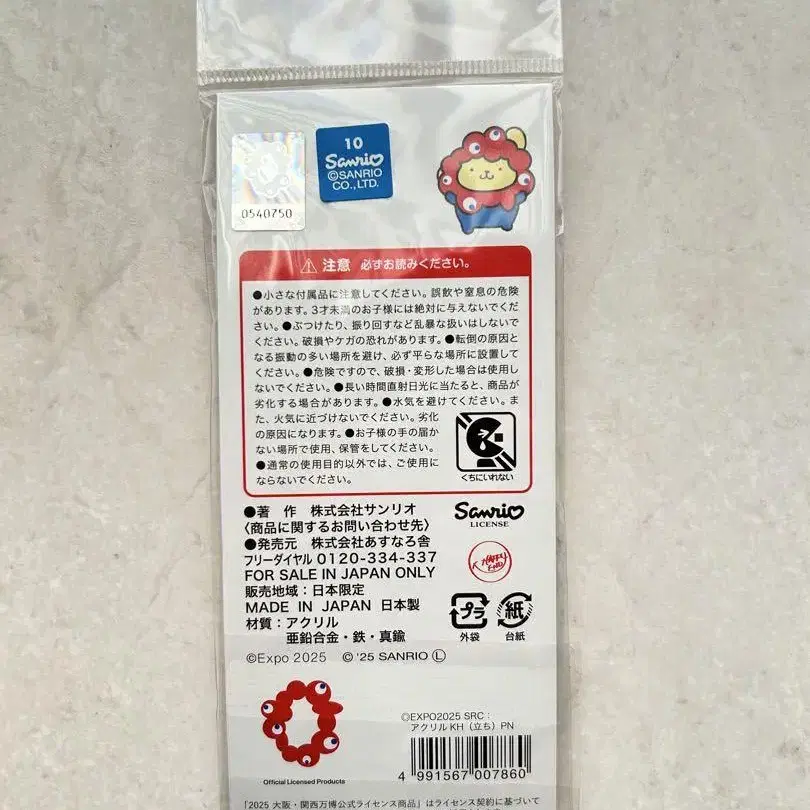 0540750
10
Sanrio
©SANRIO
CO.,LTD.
⚠注意 必ずお読みください。
●小さな付属品に注意してください。誤飲や窒息の危険
があります。3才未満のお子様には絶対に与えないでくだ
さい。●ぶつけたり、振り回すなど乱暴な扱いはしないで
ください。破損やケガの恐れがあります。●転倒の原因と
なる振動の多い場所を避け、必ず平らな場所に設置して
ください。●危険ですので、破損・変形した場合は使用し
ないでください。●長い時間直射日光に当たると、商品が
劣化する場合があります。●水気を避けてください。ま
た、火気に近づけないでください。劣化
の原因になります。●お子様の手の届か
ない場所で使用、保管をしてください。
●通常の使用目的以外では、ご使用に
ならないでください。
くちにいれない
●著 作 株式会社サンリオ
〈商品に関するお問い合わせ先〉
●発売元 株式会社あすなろ舎
フリーダイヤル 0120-334-337
FOR SALE IN JAPAN ONLY
販売地域：日本限定
MADE IN JAPAN 日本製
材質：アクリル
亜鉛合金・鉄・真鍮
©Expo 2025 © '25 SANRIO Ⓛ
Sanrio
LICENSE
K HAPPY
END
プラ
外袋
紙
台紙
Official Licensed Products
©EXPO2025 SRC：
アクリルKH（立ち）PN
4 991567 007860
「2025 大阪・関西万博公式ライセンス商品」はライセンス契約に基づいて